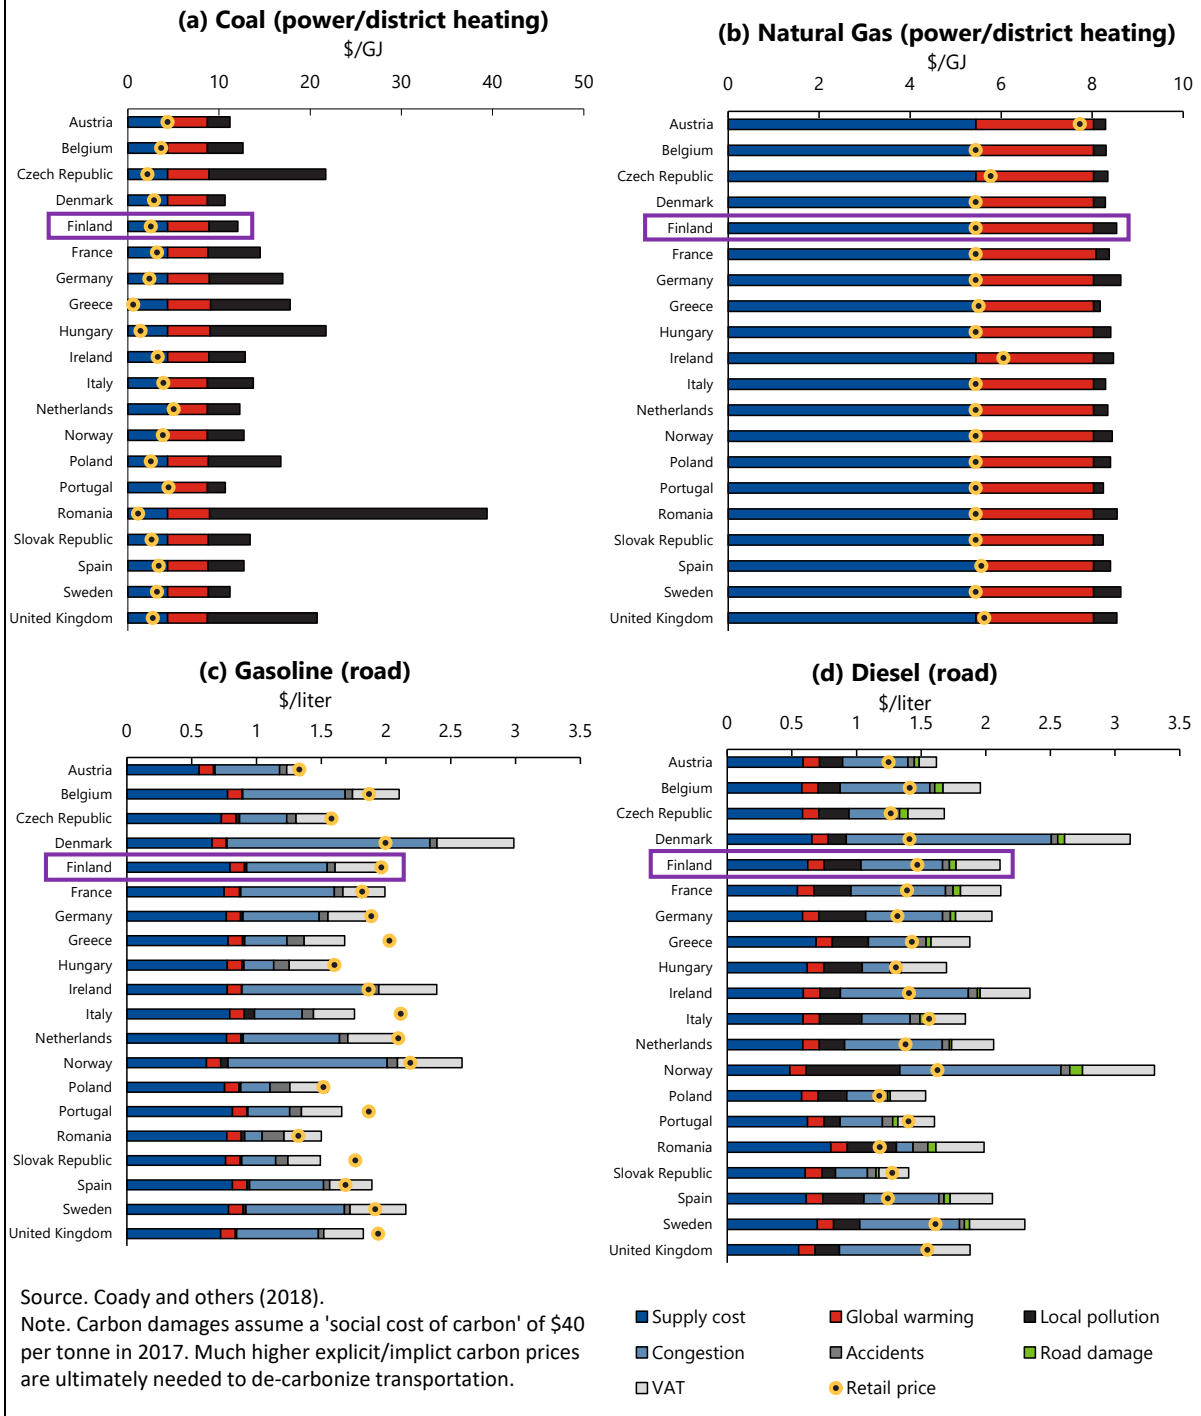 (a) Coal (power/district heating)
$/GJ
0 10 20 30 40 50
Austria
Belgium
Czech Republic
Denmark
Finland
France
Germany
Greece
Hungary
Ireland
Italy
Netherlands
Norway
Poland
Portugal
Romania
Slovak Republic
Spain
Sweden
United Kingdom
(b) Natural Gas (power/district heating)
$/GJ
0 2 4 6 8 10
Austria
Belgium
Czech Republic
Denmark
Finland
France
Germany
Greece
Hungary
Ireland
Italy
Netherlands
Norway
Poland
Portugal
Romania
Slovak Republic
Spain
Sweden
United Kingdom
(c) Gasoline (road)
$/liter
0 0.5 1 1.5 2 2.5 3 3.5
Austria
Belgium
Czech Republic
Denmark
Finland
France
Germany
Greece
Hungary
Ireland
Italy
Netherlands
Norway
Poland
Portugal
Romania
Slovak Republic
Spain
Sweden
United Kingdom
(d) Diesel (road)
$/liter
0 0.5 1 1.5 2 2.5 3 3.5
Austria
Belgium
Czech Republic
Denmark
Finland
France
Germany
Greece
Hungary
Ireland
Italy
Netherlands
Norway
Poland
Portugal
Romania
Slovak Republic
Spain
Sweden
United Kingdom
Source. Coady and others (2018).
Note. Carbon damages assume a 'social cost of carbon' of $40
per tonne in 2017. Much higher explicit/implict carbon prices
are ultimately needed to de-carbonize transportation.
Supply cost Global warming Local pollution
Congestion Accidents Road damage
VAT Retail price